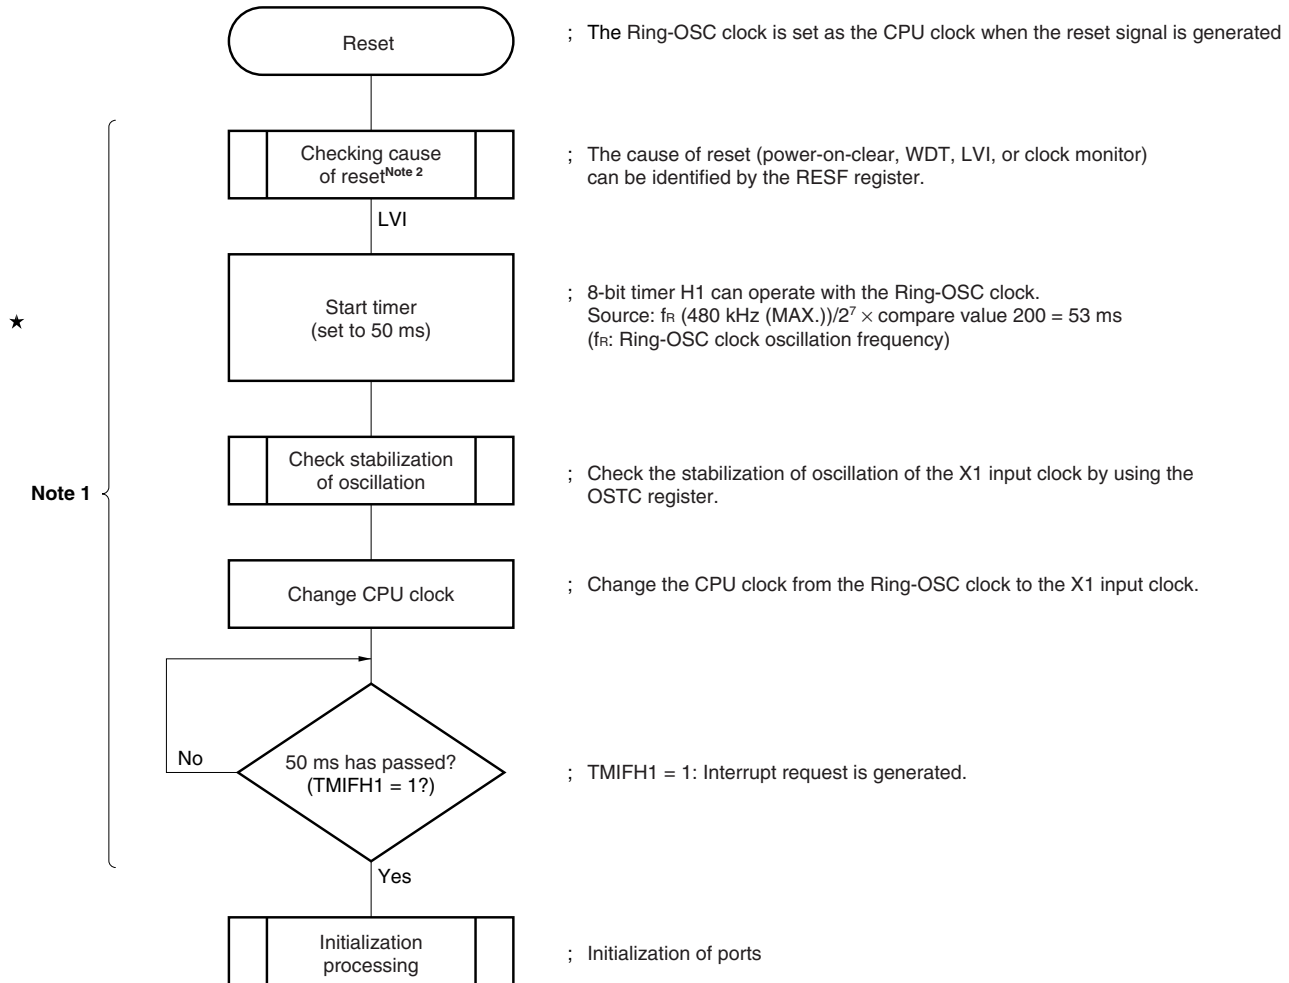 Reset
; The Ring-OSC clock is set as the CPU clock when the reset signal is generated
Checking cause
of reset Note 2
; The cause of reset (power-on-clear, WDT, LVI, or clock monitor)
can be identified by the RESF register.
LVI
★
Start timer
(set to 50 ms)
; 8-bit timer H1 can operate with the Ring-OSC clock.
Source: fR (480 kHz (MAX.))/2⁷ × compare value 200 = 53 ms
(fR: Ring-OSC clock oscillation frequency)
Note 1
Check stabilization
of oscillation
; Check the stabilization of oscillation of the X1 input clock by using the
OSTC register.
Change CPU clock
; Change the CPU clock from the Ring-OSC clock to the X1 input clock.
No
50 ms has passed?
(TMIFH1 = 1?)
; TMIFH1 = 1: Interrupt request is generated.
Yes
Initialization
processing
; Initialization of ports